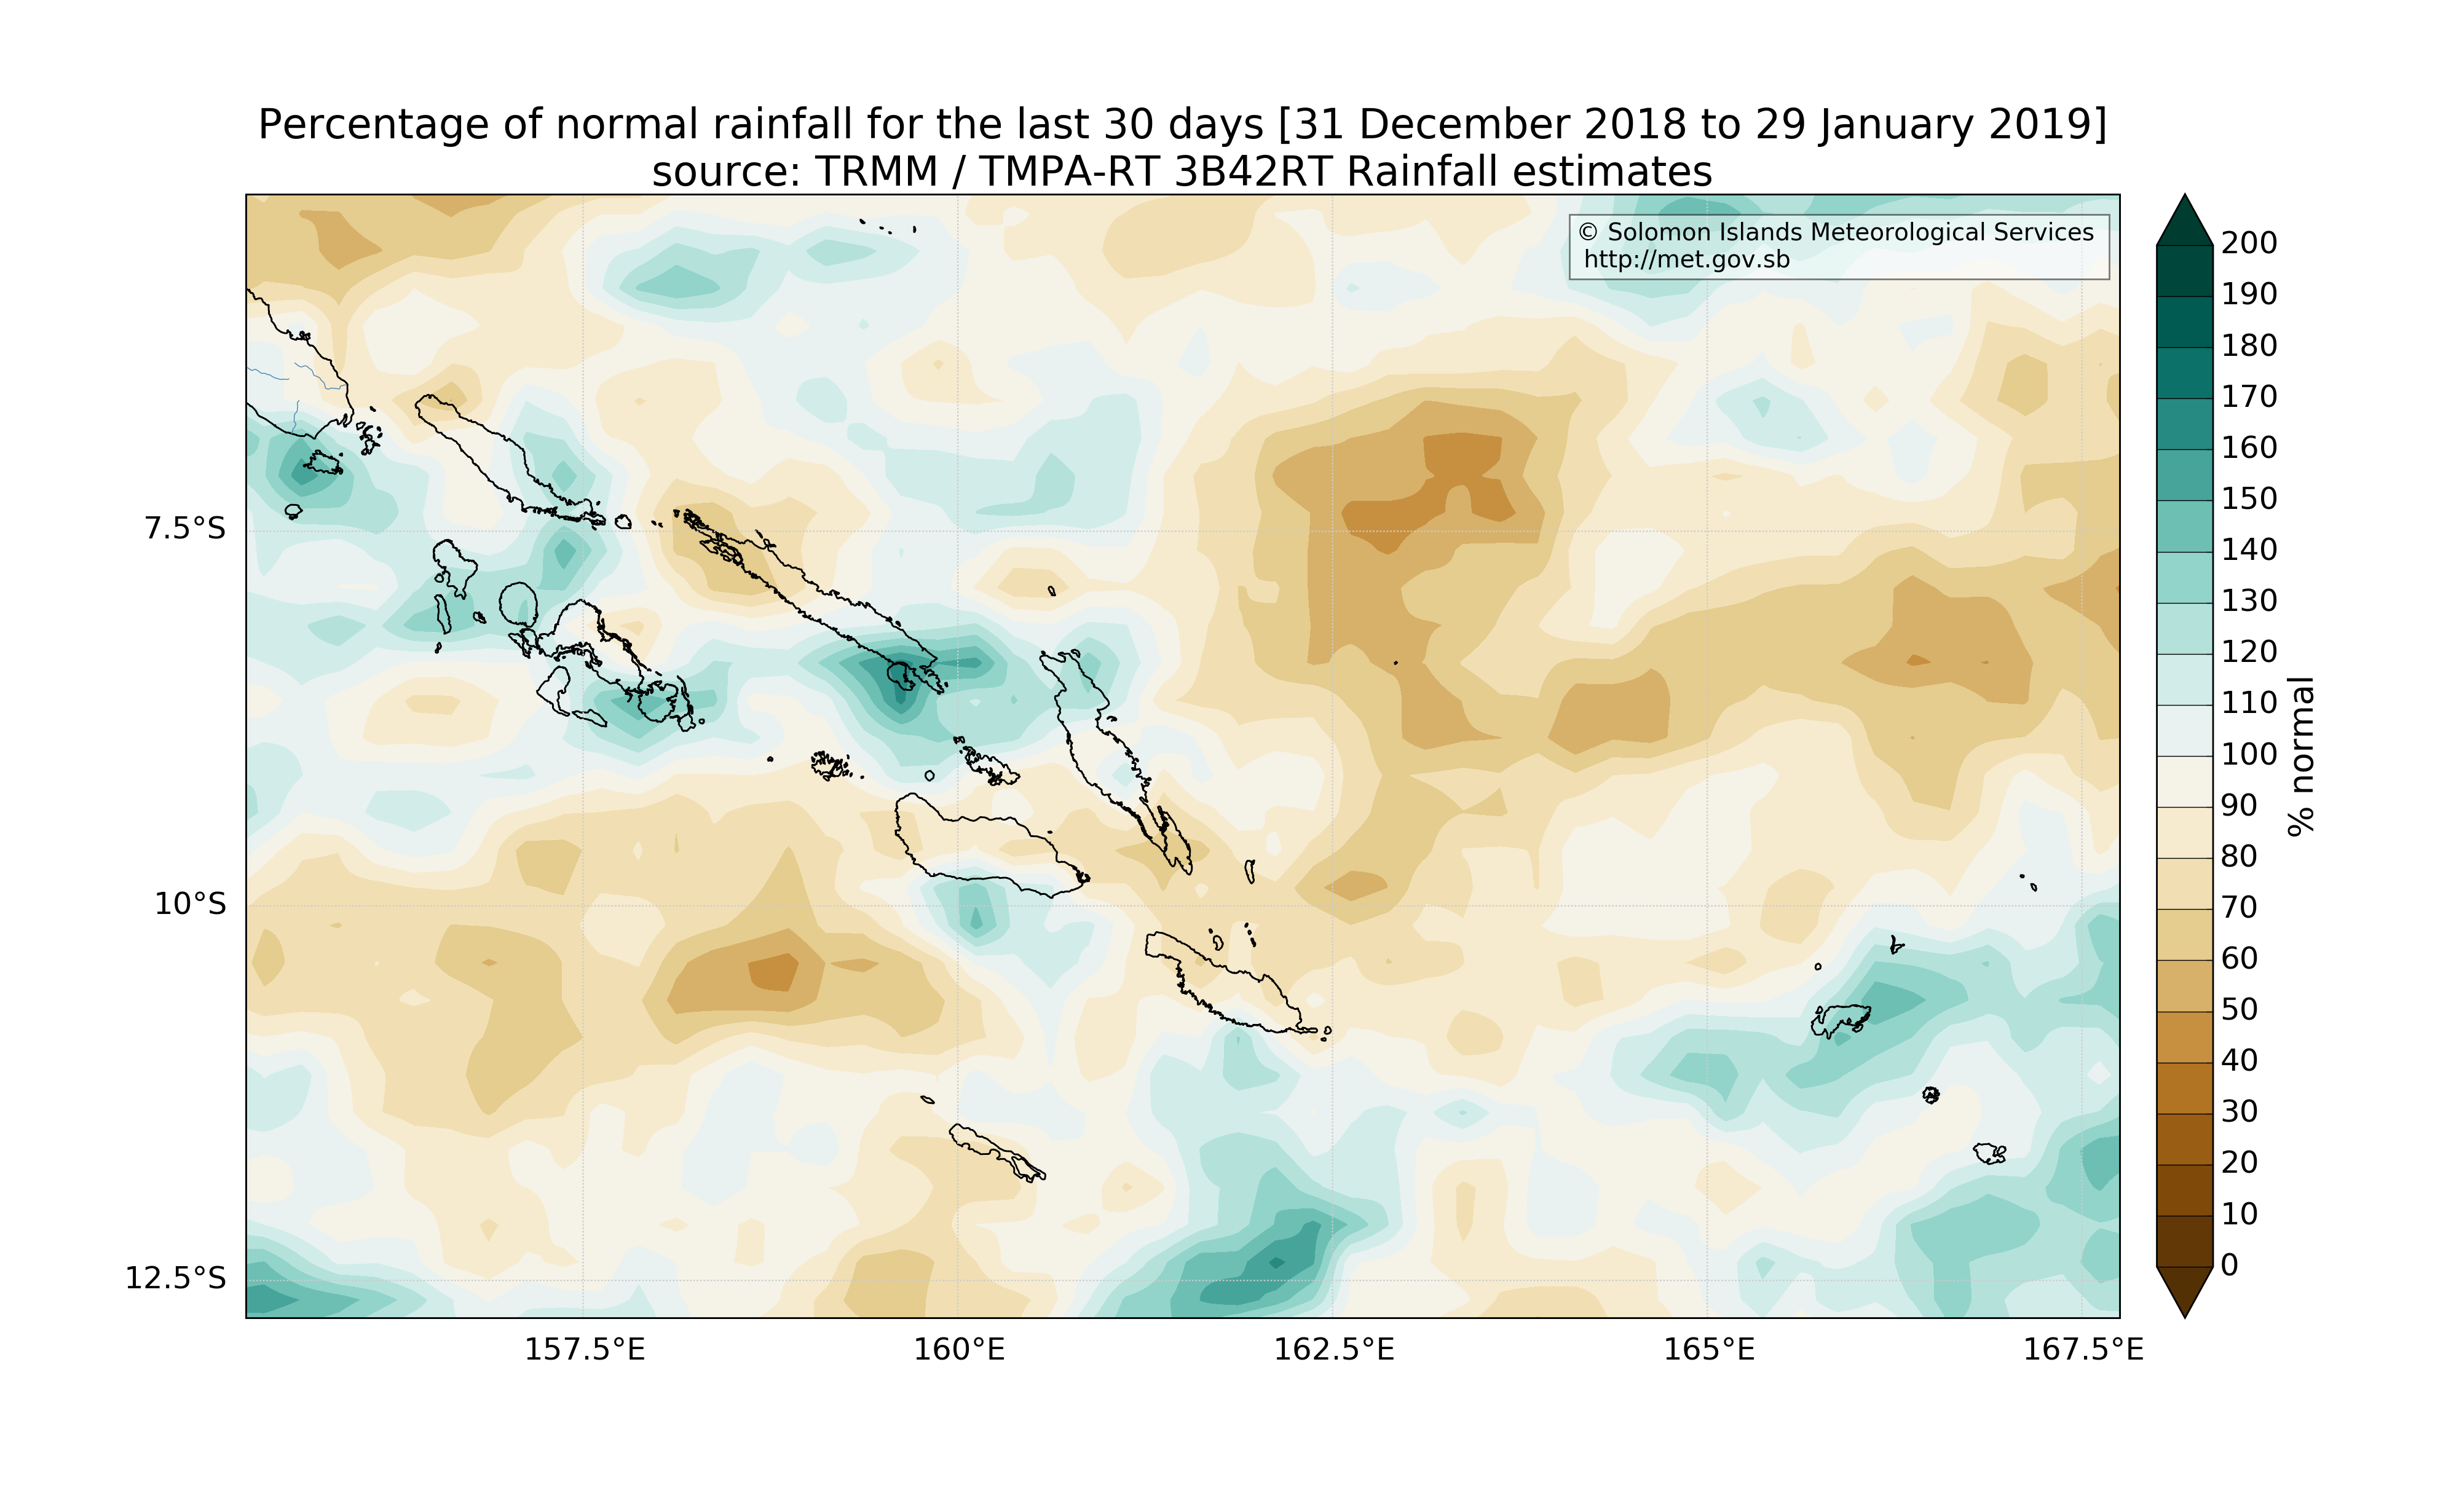 Percentage of normal rainfall for the last 30 days [31 December 2018 to 29 January 2019]
source: TRMM / TMPA-RT 3B42RT Rainfall estimates
© Solomon Islands Meteorological Services
http://met.gov.sb
7.5°S
10°S
12.5°S
157.5°E
160°E
162.5°E
165°E
167.5°E
200
190
180
170
160
150
140
130
120
110
100
90
80
70
60
50
40
30
20
10
0
% normal